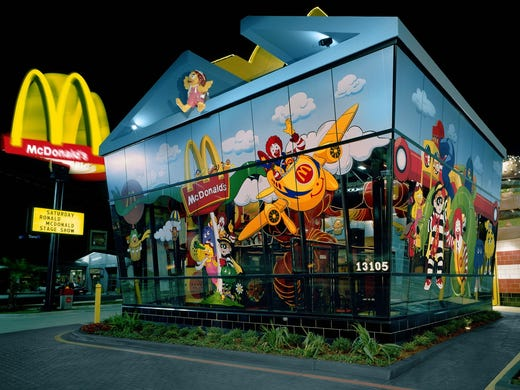 McDonald's
SATURDAY
RONALD
McDONALD
STAGE SHOW
McDonald's
13105